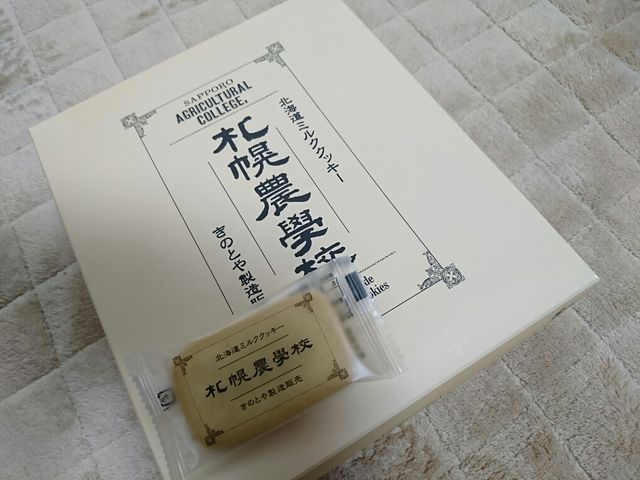 SAPPORO
AGRICULTURAL
COLLEGE,
北海道ミルククッキー
札幌農學校
きのとや製造販
de
okies
北海道ミルククッキー
札幌農學校
きのとや製造販売